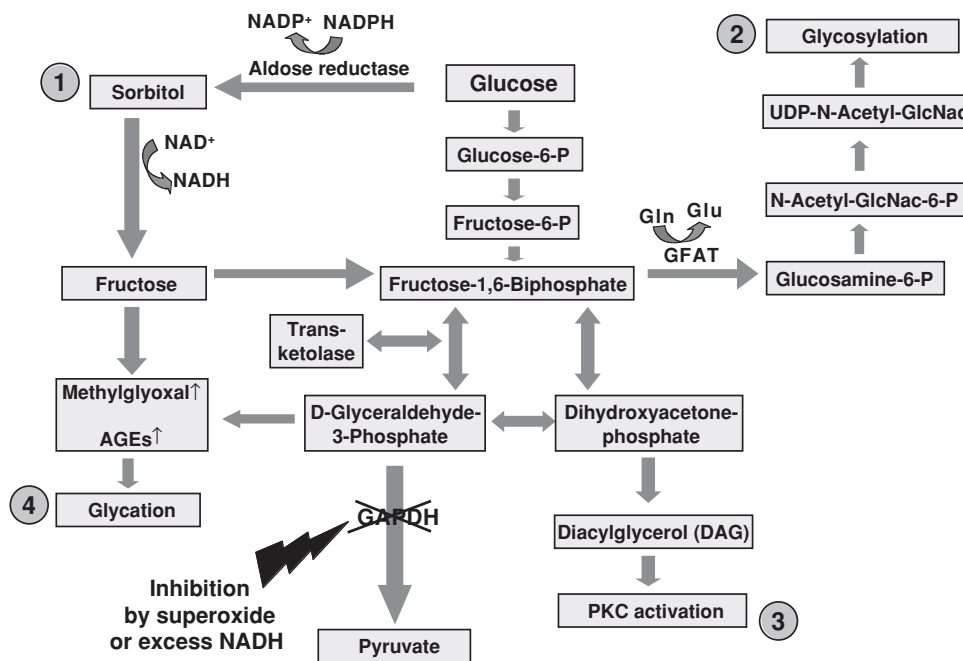 NADP+ NADPH
2
Glycosylation
1
Aldose reductase
Sorbitol
Glucose
UDP-N-Acetyl-GlcNac
NAD+
NADH
Glucose-6-P
N-Acetyl-GlcNac-6-P
Fructose-6-P
Gln Glu
GFAT
Fructose
Fructose-1,6-Biphosphate
Glucosamine-6-P
Trans-
ketolase
Methylglyoxal↑
AGEs↑
D-Glyceraldehyde-
3-Phosphate
Dihydroxyacetone-
phosphate
4
Glycation
GAPDH
Diacylglycerol (DAG)
Inhibition
by superoxide
or excess NADH
PKC activation
3
Pyruvate